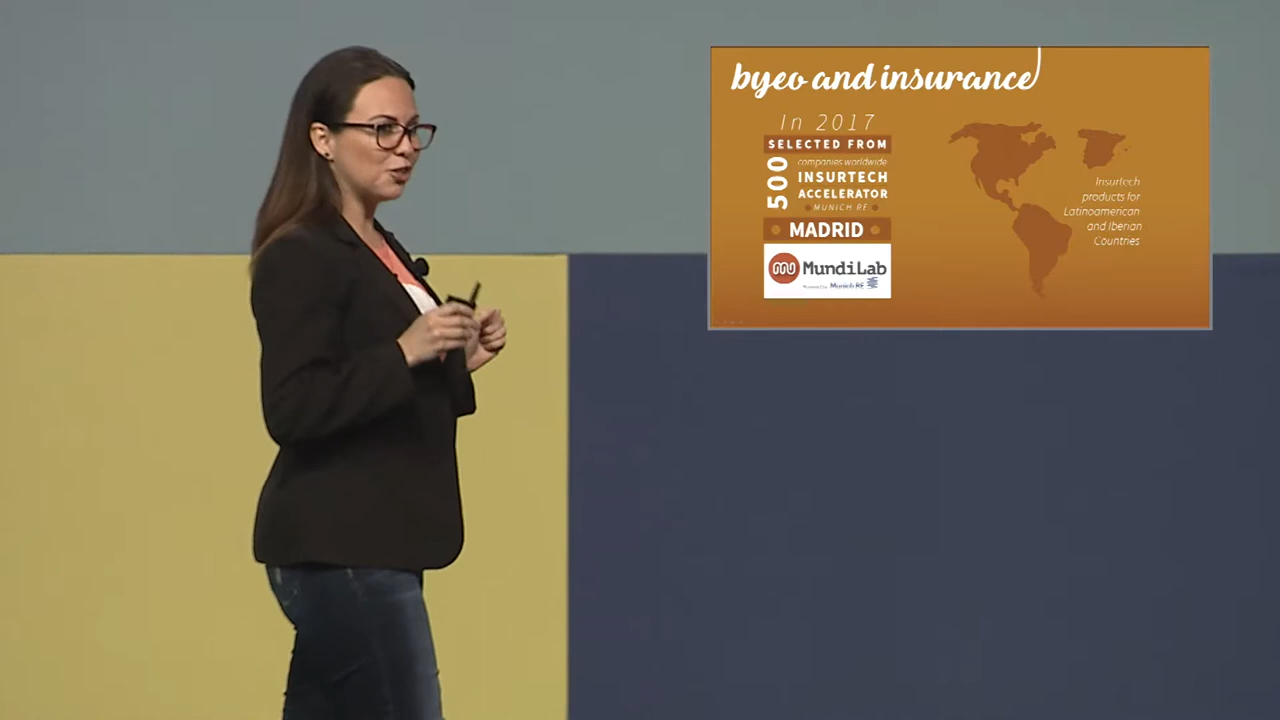 byeo and insurance
In 2017
SELECTED FROM
500
companies worldwide
INSURTECH
ACCELERATOR
MUNICH RE
MADRID
MundiLab
Munich RE
Insurtech
products for
Latinoamerican
and Iberian
Countries